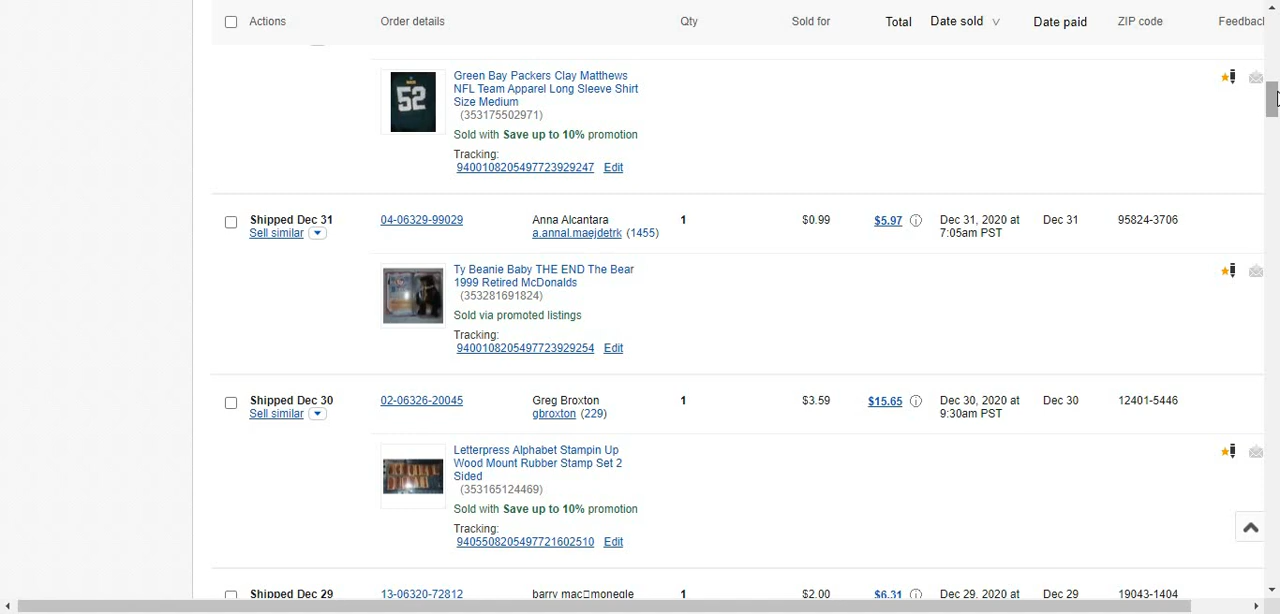 Actions Order details Qty Sold for Total Date sold Date paid ZIP code Feedbac
Green Bay Packers Clay Matthews
NFL Team Apparel Long Sleeve Shirt
Size Medium
(353175502971)
Sold with Save up to 10% promotion
Tracking:
9400108205497723929247 Edit
Shipped Dec 31 04-06329-99029 Anna Alcantara 1 $0.99 $5.97 Dec 31, 2020 at Dec 31 95824-3706
Sell similar a.annal.maejdetrk (1455) 7:05am PST
Ty Beanie Baby THE END The Bear
1999 Retired McDonalds
(353281691824)
Sold via promoted listings
Tracking:
9400108205497723929254 Edit
Shipped Dec 30 02-06326-20045 Greg Broxton 1 $3.59 $15.65 Dec 30, 2020 at Dec 30 12401-5446
Sell similar gbroxton (229) 9:30am PST
Letterpress Alphabet Stampin Up
Wood Mount Rubber Stamp Set 2
Sided
(353165124469)
Sold with Save up to 10% promotion
Tracking:
9405508205497721602510 Edit
Shipped Dec 29 13-06320-72812 barry mac□monegle 1 $2.00 $6.31 Dec 29, 2020 at Dec 29 19043-1404